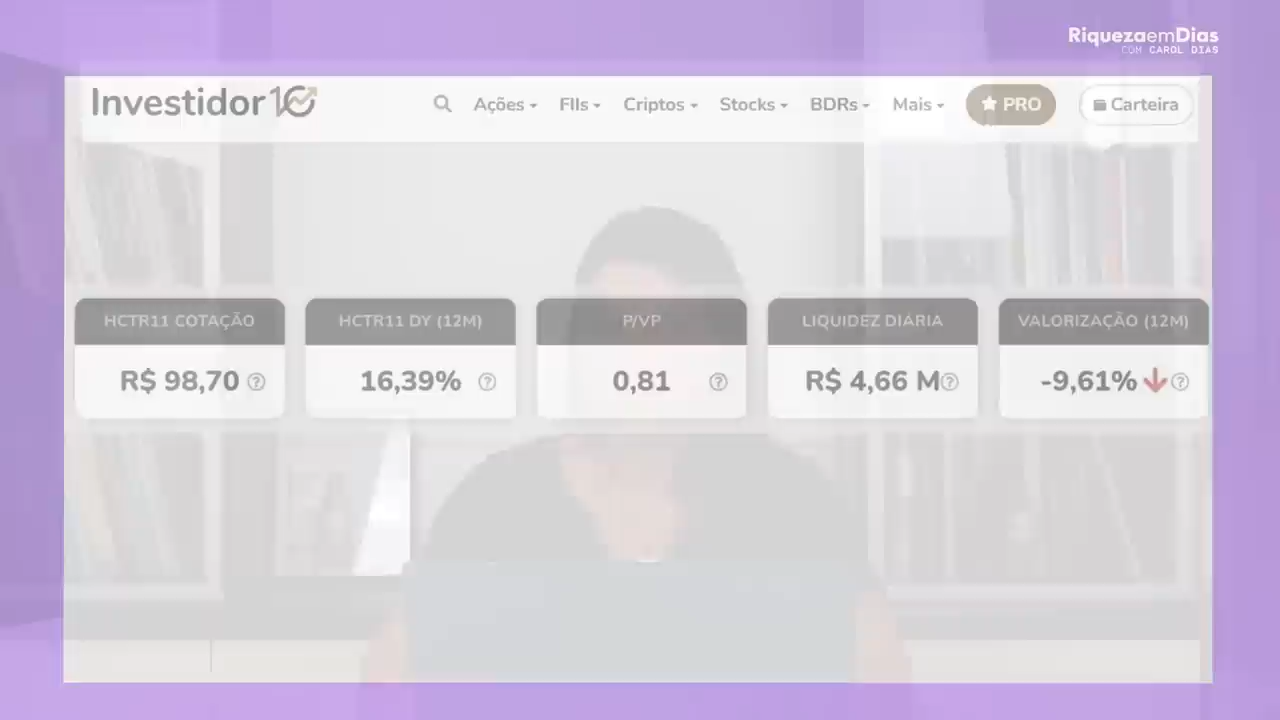 RiquezaemDias
COM CAROL DIAS
Investidor10
Ações
FIIs
Criptos
Stocks
BDRs
Mais
PRO
Carteira
HCTR11 COTAÇÃO
HCTR11 DY (12M)
P/VP
LIQUIDEZ DIÁRIA
VALORIZAÇÃO (12M)
R$ 98,70 ?
16,39% ?
0,81 ?
R$ 4,66 M ?
-9,61% ?